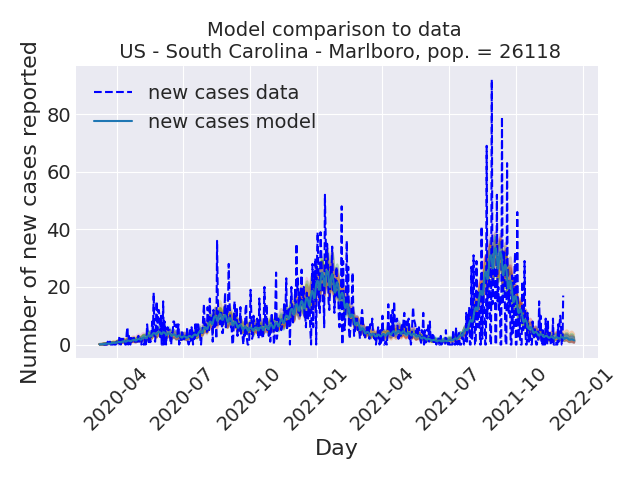 Model comparison to data
US - South Carolina - Marlboro, pop. = 26118
Number of new cases reported
new cases data
new cases model
80
60
40
20
0
2020-04
2020-07
2020-10
2021-01
2021-04
2021-07
2021-10
2022-01
Day